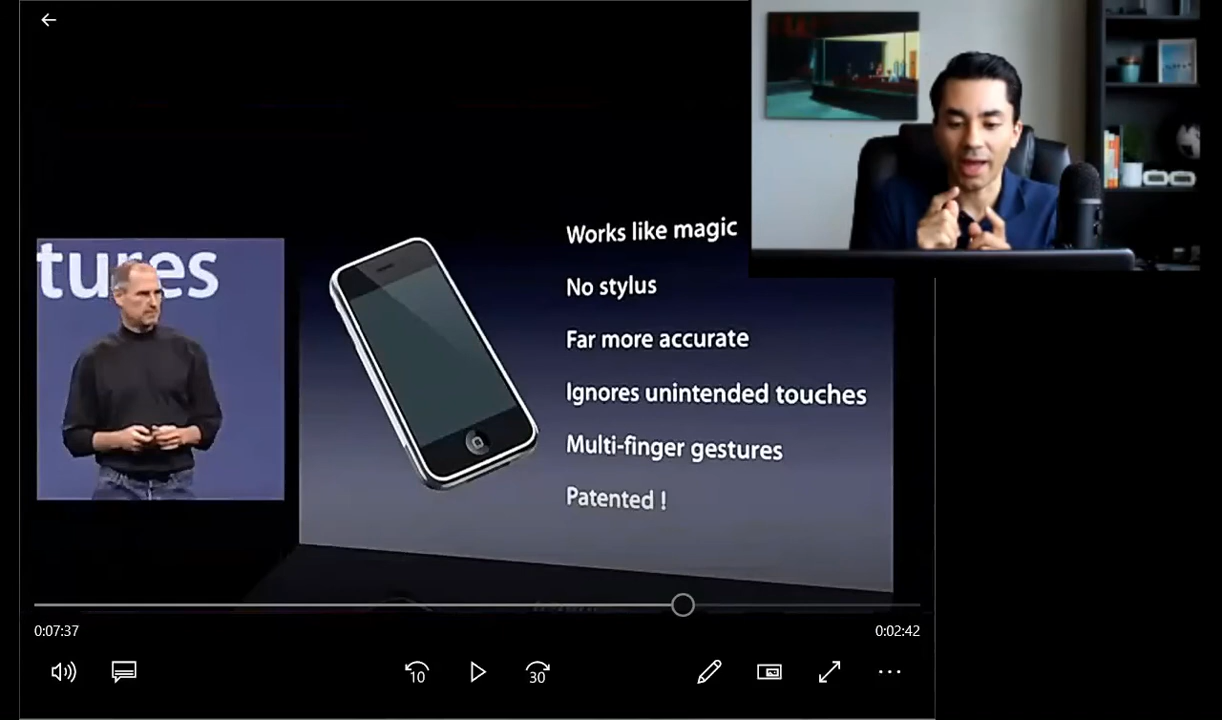 tures
Works like magic
No stylus
Far more accurate
Ignores unintended touches
Multi-finger gestures
Patented !
0:07:37
0:02:42
10
30